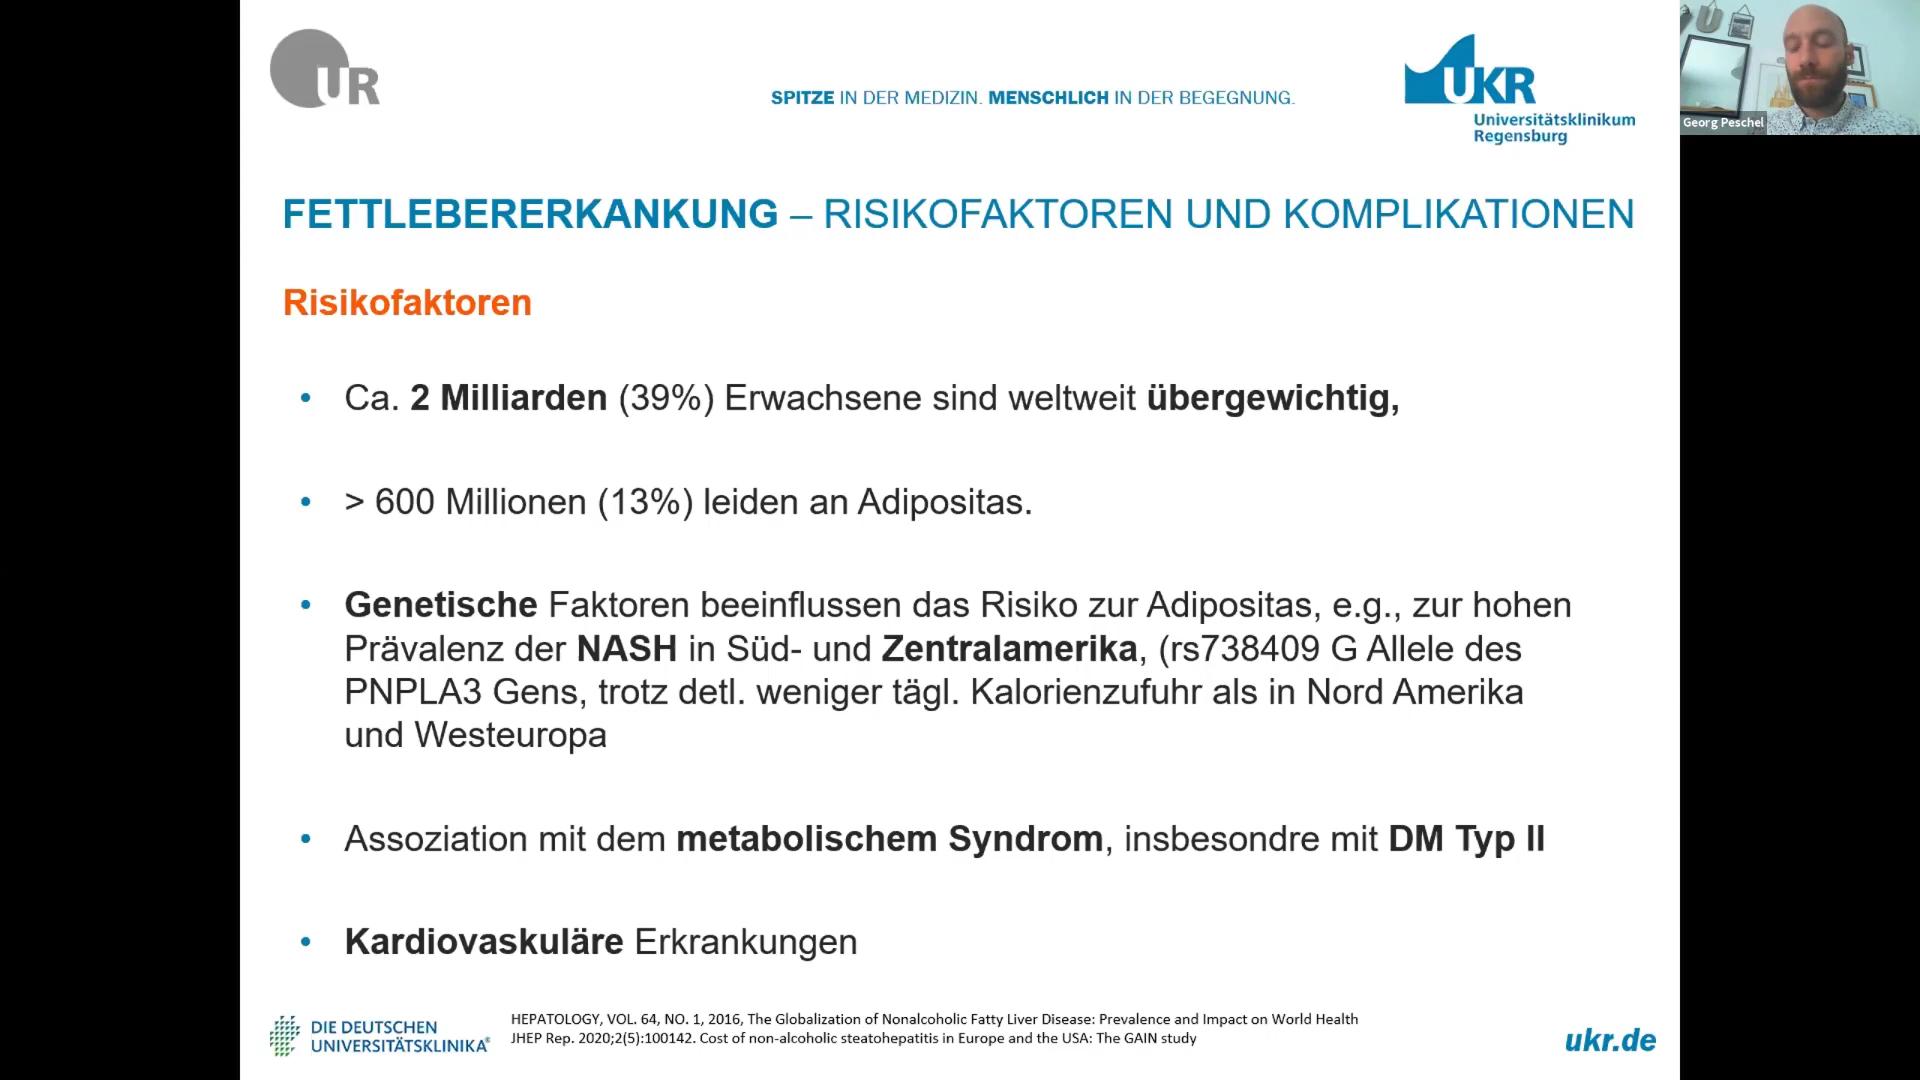 UR
SPITZE IN DER MEDIZIN. MENSCHLICH IN DER BEGEGNUNG.
UKR
Universitätsklinikum
Regensburg
Georg Peschel
FETTLEBERERKANKUNG – RISIKOFAKTOREN UND KOMPLIKATIONEN
Risikofaktoren
• Ca. 2 Milliarden (39%) Erwachsene sind weltweit übergewichtig,
• > 600 Millionen (13%) leiden an Adipositas.
• Genetische Faktoren beeinflussen das Risiko zur Adipositas, e.g., zur hohen
Prävalenz der NASH in Süd- und Zentralamerika, (rs738409 G Allele des
PNPLA3 Gens, trotz detl. weniger tägl. Kalorienzufuhr als in Nord Amerika
und Westeuropa
• Assoziation mit dem metabolischem Syndrom, insbesondre mit DM Typ II
• Kardiovaskuläre Erkrankungen
DIE DEUTSCHEN
UNIVERSITÄTSKLINIKA®
HEPATOLOGY, VOL. 64, NO. 1, 2016, The Globalization of Nonalcoholic Fatty Liver Disease: Prevalence and Impact on World Health
JHEP Rep. 2020;2(5):100142. Cost of non-alcoholic steatohepatitis in Europe and the USA: The GAIN study
ukr.de